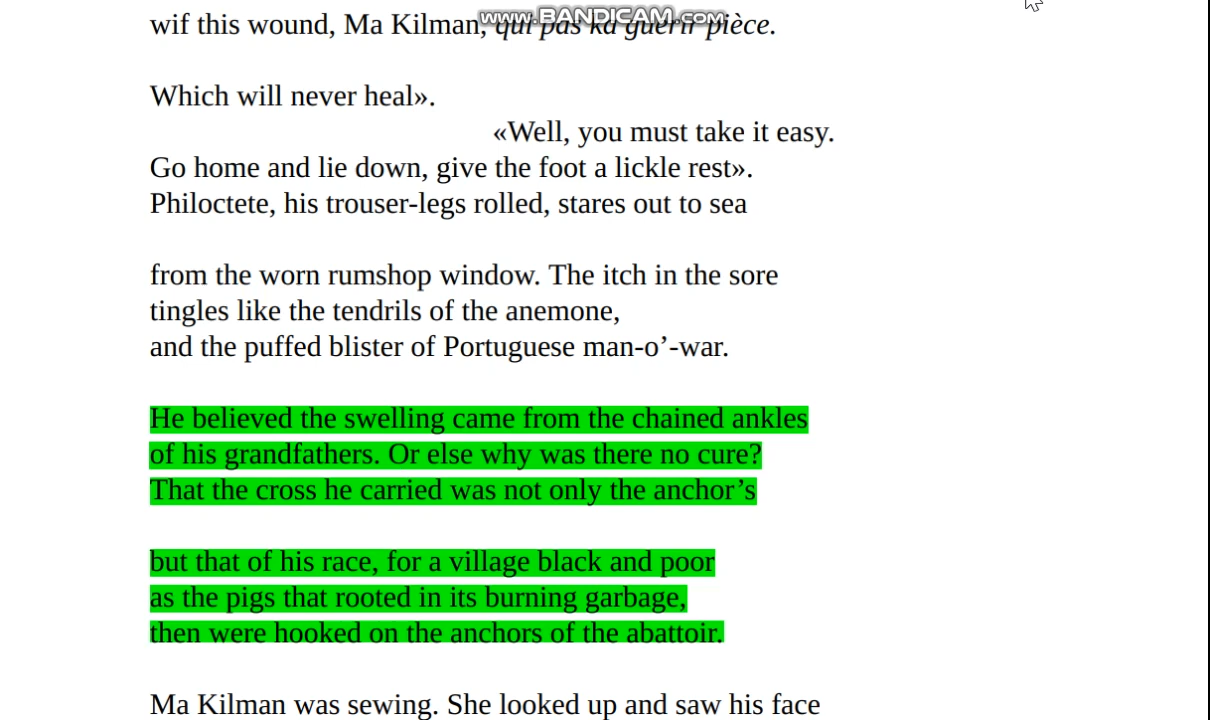 www.BANDICAM.com
wif this wound, Ma Kilman, qui pas ka guérir pièce.
Which will never heal».
«Well, you must take it easy.
Go home and lie down, give the foot a lickle rest».
Philoctete, his trouser-legs rolled, stares out to sea
from the worn rumshop window. The itch in the sore
tingles like the tendrils of the anemone,
and the puffed blister of Portuguese man-o’-war.
He believed the swelling came from the chained ankles
of his grandfathers. Or else why was there no cure?
That the cross he carried was not only the anchor’s
but that of his race, for a village black and poor
as the pigs that rooted in its burning garbage,
then were hooked on the anchors of the abattoir.
Ma Kilman was sewing. She looked up and saw his face